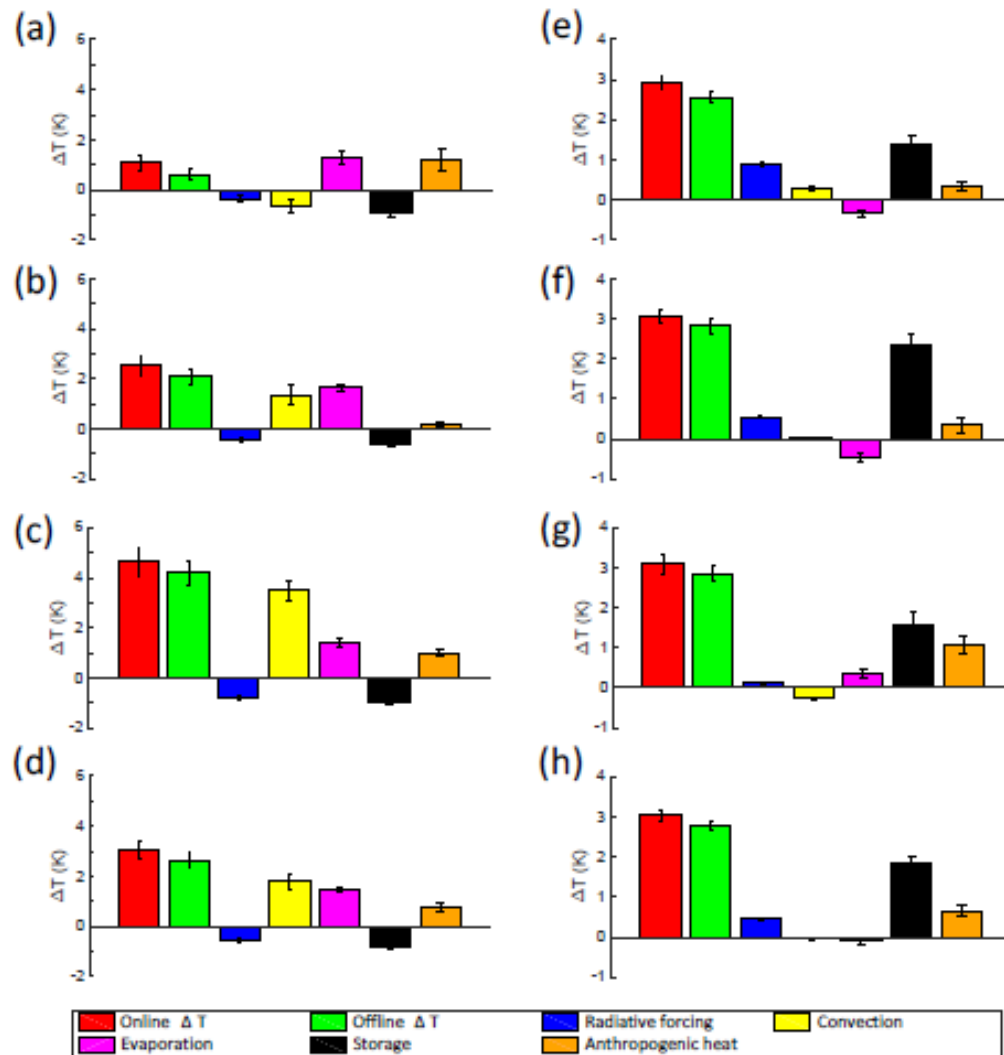 (a)
6
4
2
0
-2
ΔT (K)
(b)
6
4
2
0
-2
ΔT (K)
(c)
6
4
2
0
-2
ΔT (K)
(d)
6
4
2
0
-2
ΔT (K)
(e)
4
3
2
1
0
-1
ΔT (K)
(f)
4
3
2
1
0
-1
ΔT (K)
(g)
4
3
2
1
0
-1
ΔT (K)
(h)
4
3
2
1
0
-1
ΔT (K)
Online Δ T Offline Δ T Radiative forcing Convection
Evaporation Storage Anthropogenic heat